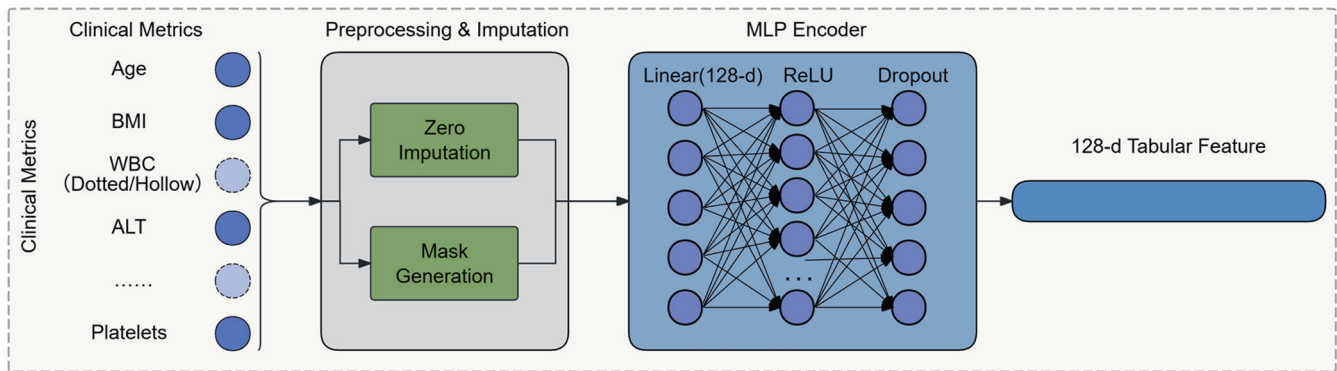 Clinical Metrics
Clinical Metrics
Age
BMI
WBC
(Dotted/Hollow)
ALT
......
Platelets
Preprocessing & Imputation
Zero
Imputation
Mask
Generation
MLP Encoder
Linear(128-d)
ReLU
Dropout
...
128-d Tabular Feature